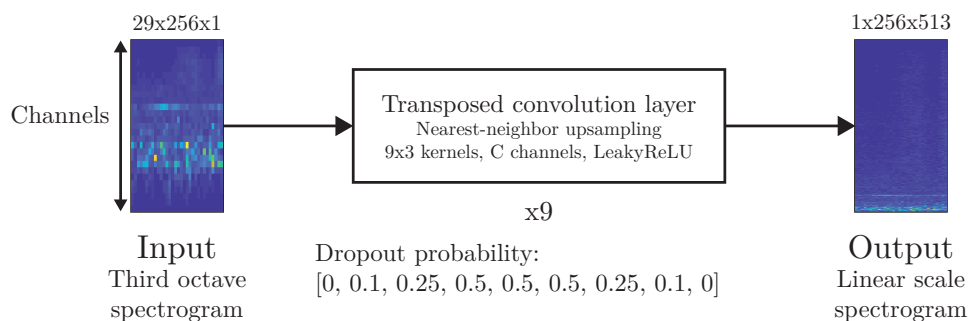 29x256x1
1x256x513
Channels
Transposed convolution layer
Nearest-neighbor upsampling
9x3 kernels, C channels, LeakyReLU
x9
Input
Third octave
spectrogram
Dropout probability:
[0, 0.1, 0.25, 0.5, 0.5, 0.5, 0.25, 0.1, 0]
Output
Linear scale
spectrogram